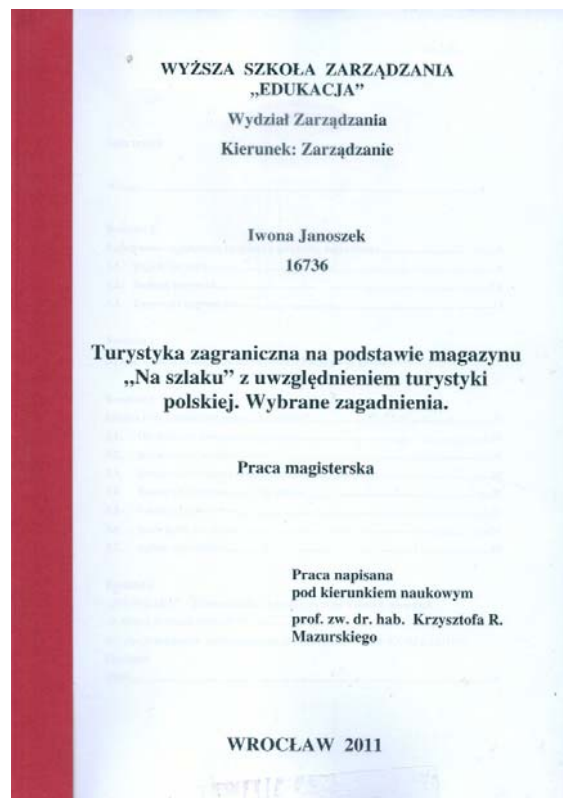 WYŻSZA SZKOŁA ZARZĄDZANIA
„EDUKACJA”
Wydział Zarządzania
Kierunek: Zarządzanie
Iwona Janoszek
16736
Turystyka zagraniczna na podstawie magazynu
„Na szlaku” z uwzględnieniem turystyki
polskiej. Wybrane zagadnienia.
Praca magisterska
Praca napisana
pod kierunkiem naukowym
prof. zw. dr. hab. Krzysztofa R.
Mazurskiego
WROCŁAW 2011